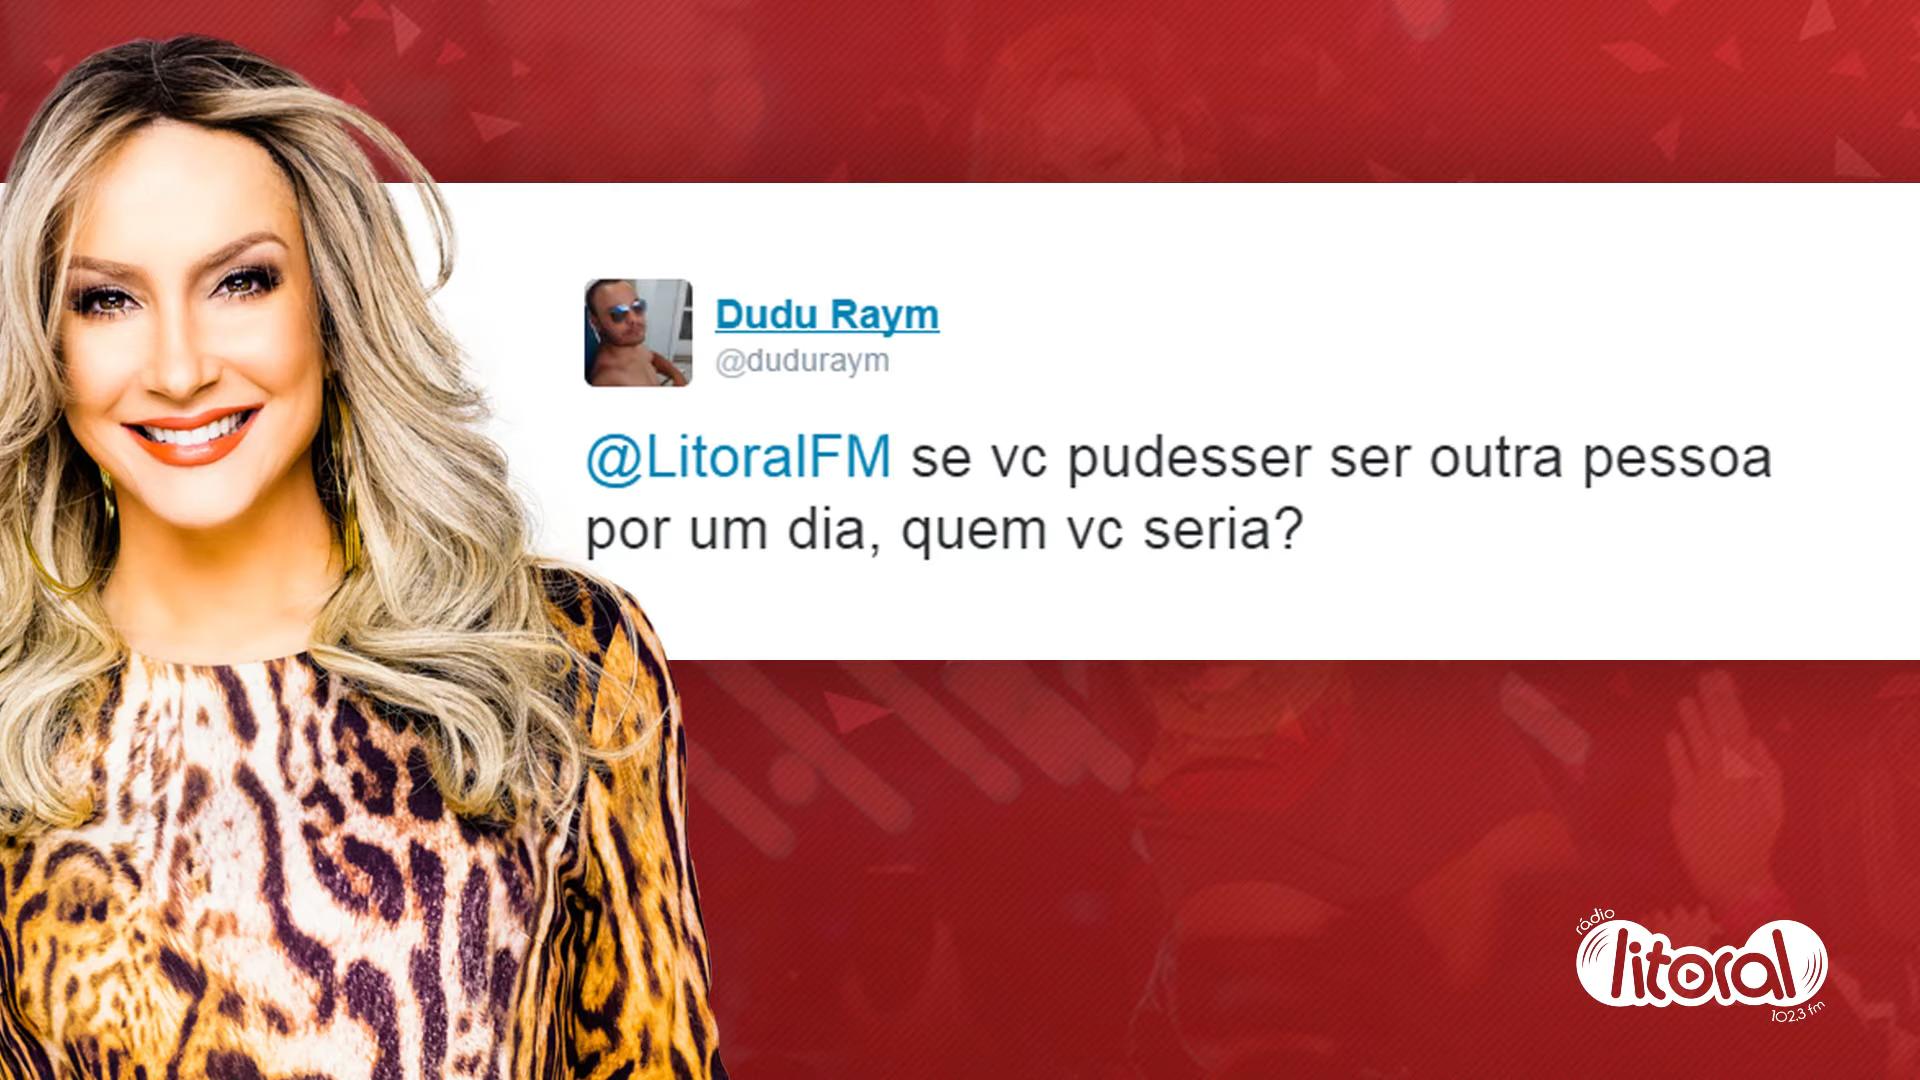 Dudu Raym
@duduraym
@LitoralFM se vc pudesser ser outra pessoa
por um dia, quem vc seria?
rádio
litoral
102.3 fm